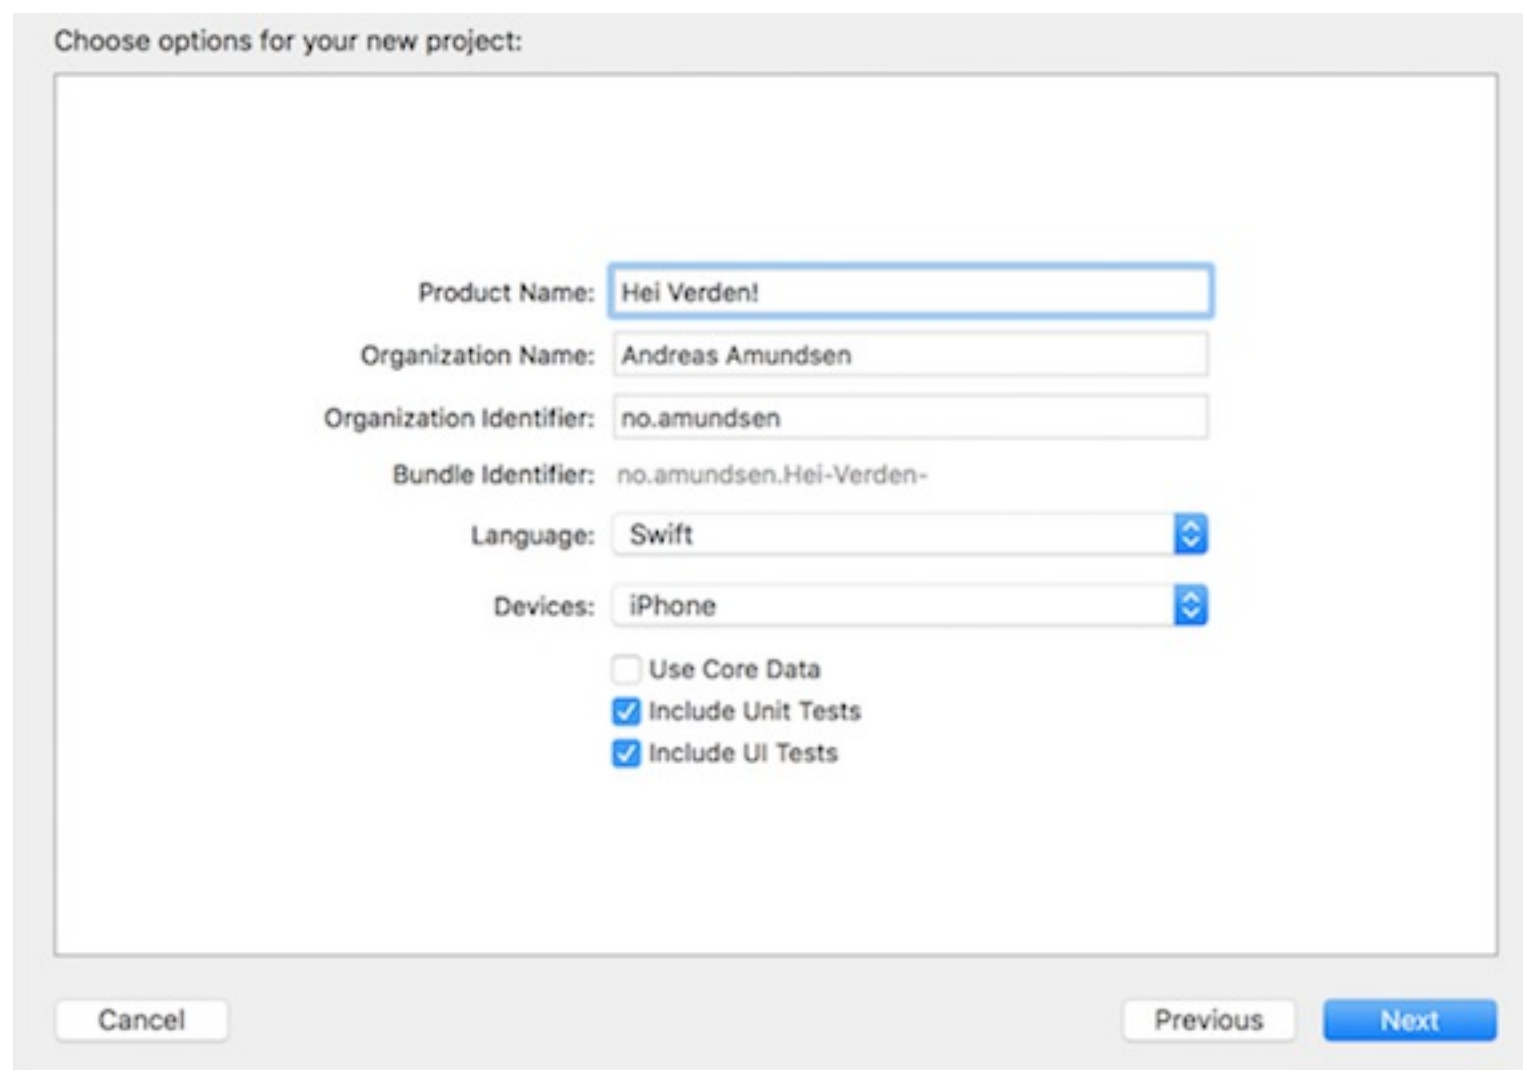 Choose options for your new project:
Product Name: Hei Verden!
Organization Name: Andreas Amundsen
Organization Identifier: no.amundsen
Bundle Identifier: no.amundsen.Hei-Verden-
Language: Swift
Devices: iPhone
Use Core Data
Include Unit Tests
Include UI Tests
Cancel Previous Next